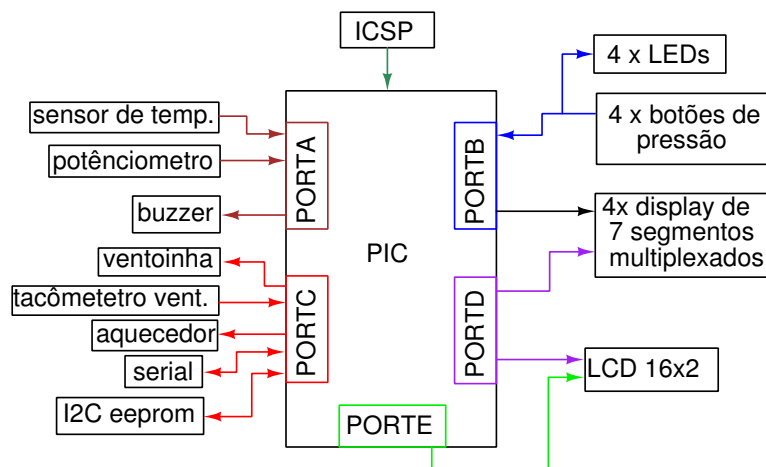 ICSP
4 x LEDs
sensor de temp.
4 x botões de
pressão
potênciometro
PORTA
PORTB
buzzer
4x display de
7 segmentos
multiplexados
PIC
ventoinha
tacômetetro vent.
PORTC
PORTD
aquecedor
serial
LCD 16x2
I2C eeprom
PORTE